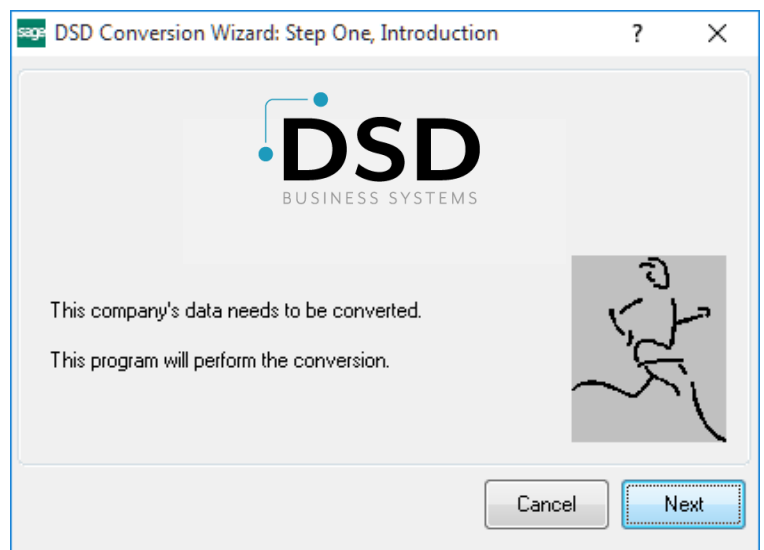 sage DSD Conversion Wizard: Step One, Introduction ?
DSD
BUSINESS SYSTEMS
This company's data needs to be converted.
This program will perform the conversion.
Cancel Next